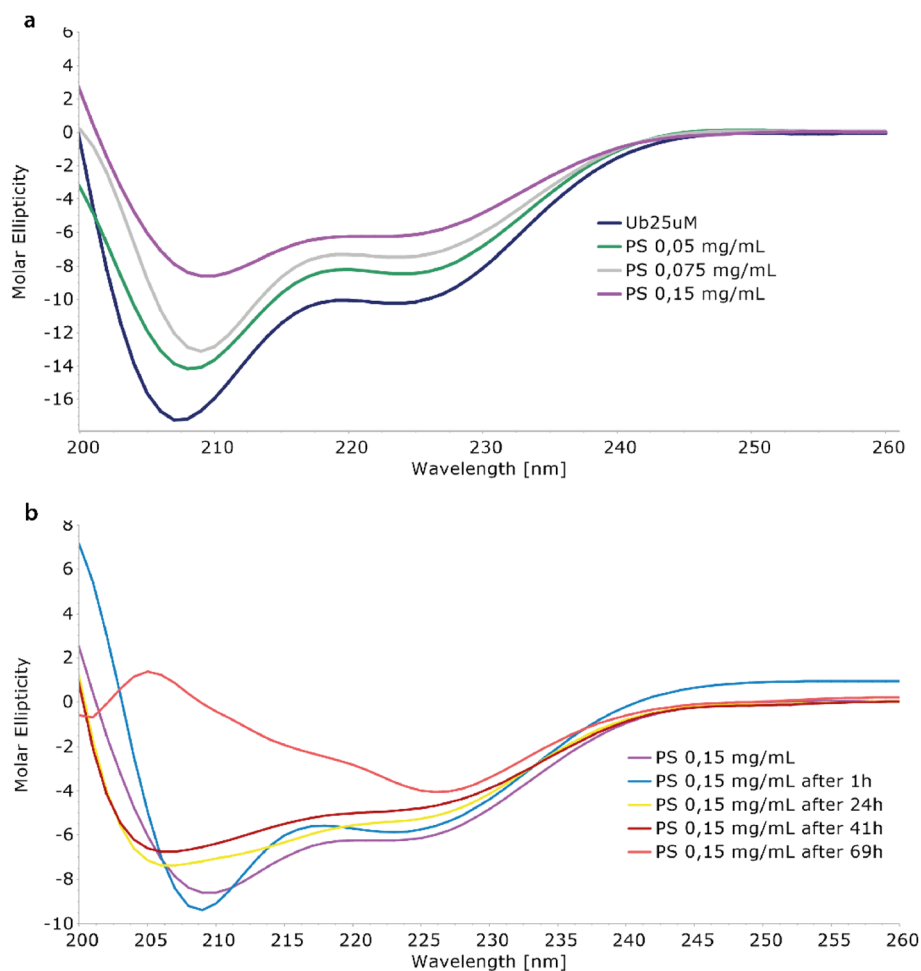 a
6
4
2
0
-2
-4
-6
-8
-10
-12
-14
-16
Molar Ellipticity
Ub25uM
PS 0,05 mg/mL
PS 0,075 mg/mL
PS 0,15 mg/mL
200 210 220 230 240 250 260
Wavelength [nm]
b
8
6
4
2
0
-2
-4
-6
-8
-10
Molar Ellipticity
PS 0,15 mg/mL
PS 0,15 mg/mL after 1h
PS 0,15 mg/mL after 24h
PS 0,15 mg/mL after 41h
PS 0,15 mg/mL after 69h
200 205 210 215 220 225 230 235 240 245 250 255 260
Wavelength [nm]